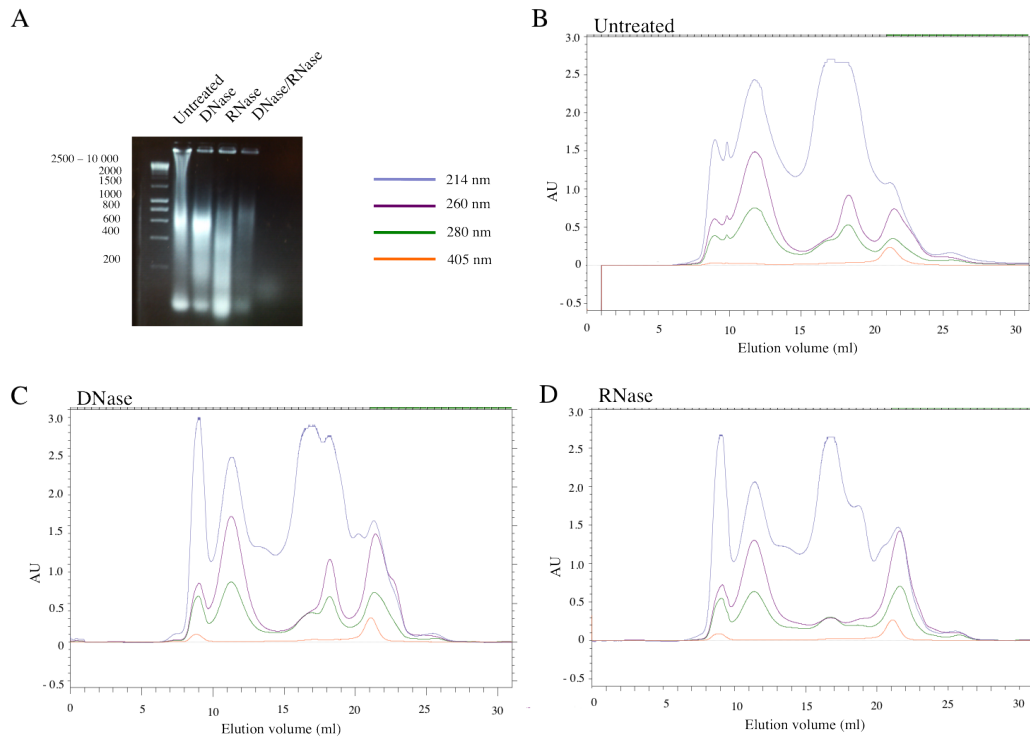 A
Untreated
DNase
RNase
DNase/RNase
2500 – 10 000
2000
1500
1000
800
600
400
200
214 nm
260 nm
280 nm
405 nm
B
Untreated
3.0
2.5
2.0
1.5
1.0
0.5
0
- 0.5
AU
0 5 10 15 20 25 30
Elution volume (ml)
C
DNase
3.0
2.5
2.0
1.5
1.0
0.5
0
- 0.5
AU
0 5 10 15 20 25 30
Elution volume (ml)
D
RNase
3.0
2.5
2.0
1.5
1.0
0.5
0
- 0.5
AU
0 5 10 15 20 25 30
Elution volume (ml)